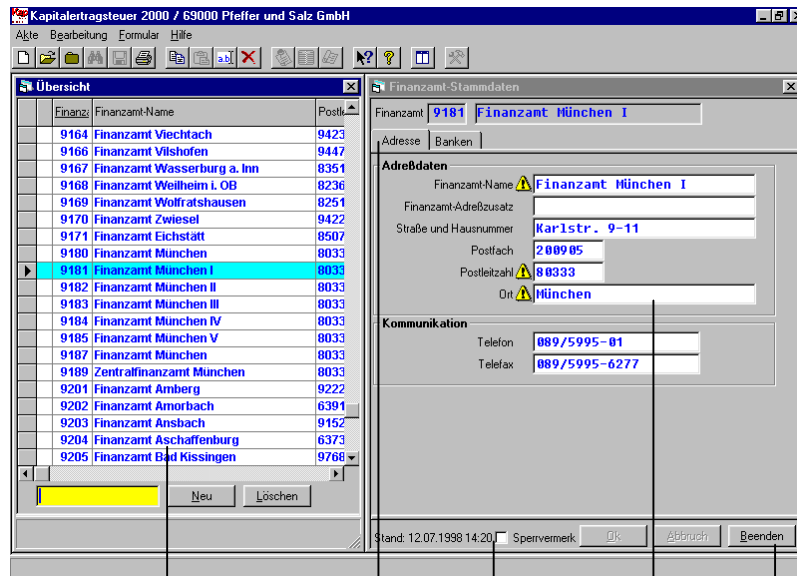 Kapitalertragsteuer 2000 / 69000 Pfeffer und Salz GmbH
Akte Bearbeitung Formular Hilfe
Übersicht
Finanza Finanzamt-Name Postle
9164 Finanzamt Viechtach 9423
9166 Finanzamt Vilshofen 9447
9167 Finanzamt Wasserburg a. Inn 8351
9168 Finanzamt Weilheim i. OB 8236
9169 Finanzamt Wolfratshausen 8251
9170 Finanzamt Zwiesel 9422
9171 Finanzamt Eichstätt 8507
9180 Finanzamt München 8033
9181 Finanzamt München I 8033
9182 Finanzamt München II 8033
9183 Finanzamt München III 8033
9184 Finanzamt München IV 8033
9185 Finanzamt München V 8033
9187 Finanzamt München 8033
9189 Zentralfinanzamt München 8033
9201 Finanzamt Amberg 9222
9202 Finanzamt Amorbach 6391
9203 Finanzamt Ansbach 9152
9204 Finanzamt Aschaffenburg 6373
9205 Finanzamt Bad Kissingen 9768
Neu Löschen
Finanzamt-Stammdaten
Finanzamt 9181 Finanzamt München I
Adresse Banken
Adreßdaten
Finanzamt-Name Finanzamt München I
Finanzamt-Adreßzusatz
Straße und Hausnummer Karlstr. 9-11
Postfach 200905
Postleitzahl 80333
Ort München
Kommunikation
Telefon 089/5995-01
Telefax 089/5995-6277
Stand: 12.07.1998 14:20 Sperrvermerk Ok Abbruch Beenden